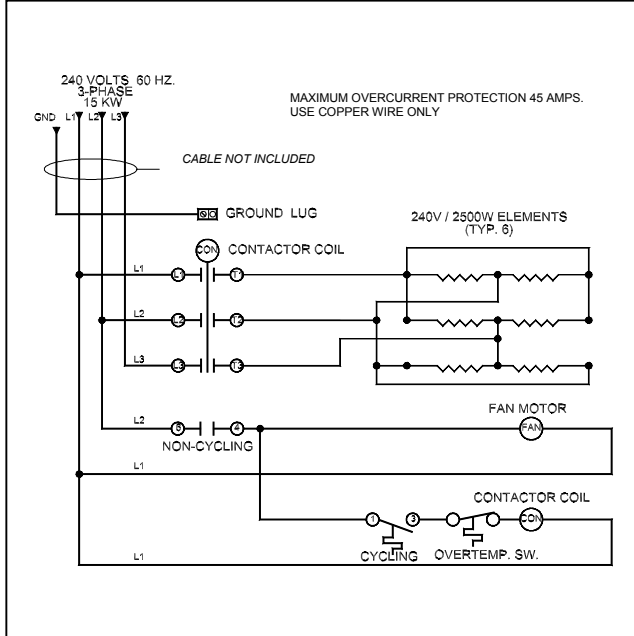 240 VOLTS 60 HZ.
3-PHASE
15 KW
MAXIMUM OVERCURRENT PROTECTION 45 AMPS.
USE COPPER WIRE ONLY
GND L1 L2 L3
CABLE NOT INCLUDED
GROUND LUG
240V / 2500W ELEMENTS
(TYP. 6)
CON CONTACTOR COIL
L1 L1 T1
L2 L2 T2
L3 L3 T3
FAN MOTOR
L2 6 4 FAN
NON-CYCLING
L1
CONTACTOR COIL
1 3 CON
CYCLING OVERTEMP. SW.
L1